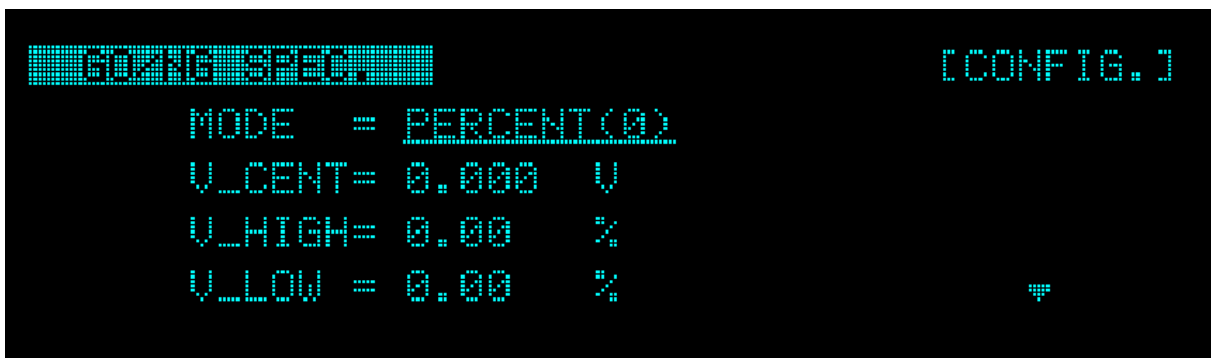 GO/NG SPEC. [CONFIG.]
MODE = PERCENT(0)
V_CENT= 0.000 V
V_HIGH= 0.00 %
V_LOW = 0.00 %